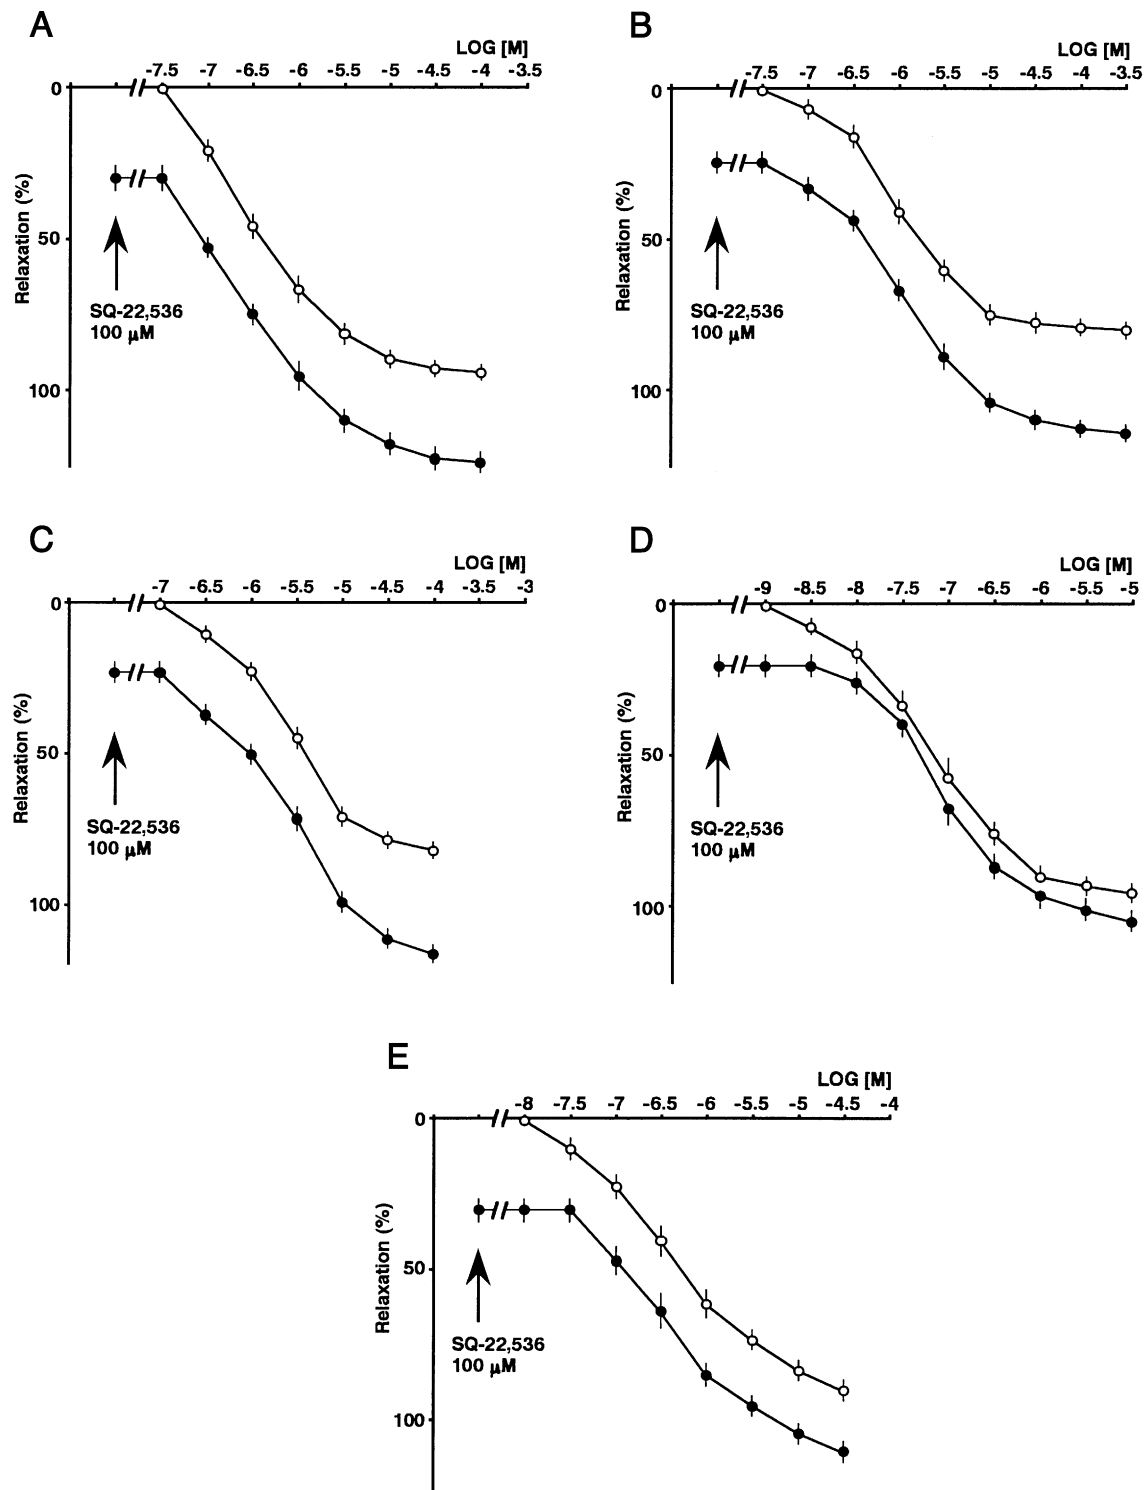 A
LOG [M]
-7.5 -7 -6.5 -6 -5.5 -5 -4.5 -4 -3.5
0
50
100
Relaxation (%)
SQ-22,536
100 μM
B
LOG [M]
-7.5 -7 -6.5 -6 -5.5 -5 -4.5 -4 -3.5
0
50
100
Relaxation (%)
SQ-22,536
100 μM
C
LOG [M]
-7 -6.5 -6 -5.5 -5 -4.5 -4 -3.5 -3
0
50
100
Relaxation (%)
SQ-22,536
100 μM
D
LOG [M]
-9 -8.5 -8 -7.5 -7 -6.5 -6 -5.5 -5
0
50
100
Relaxation (%)
SQ-22,536
100 μM
E
LOG [M]
-8 -7.5 -7 -6.5 -6 -5.5 -5 -4.5 -4
0
50
100
Relaxation (%)
SQ-22,536
100 μM